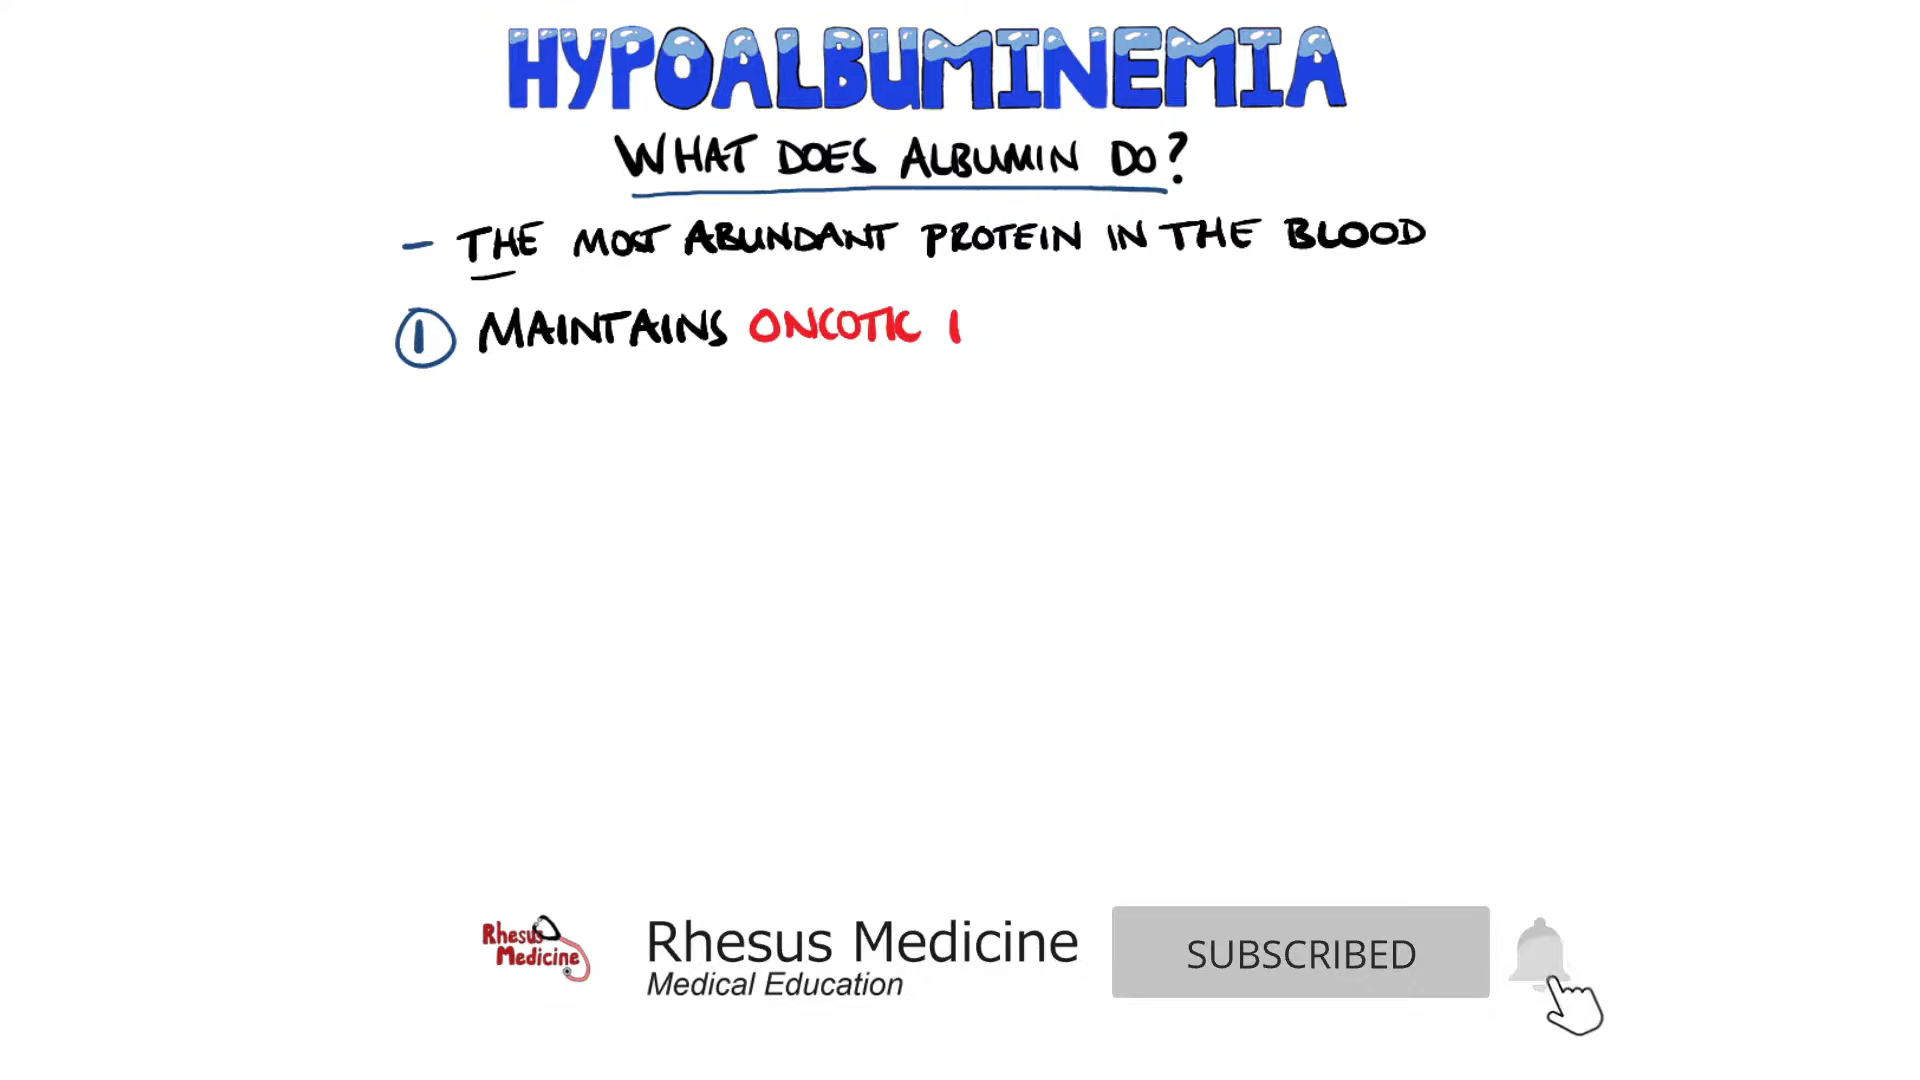 HYPOALBUMINEMIA
WHAT DOES ALBUMIN DO?
- THE MOST ABUNDANT PROTEIN IN THE BLOOD
1 MAINTAINS ONCOTIC
Rhesus Medicine
Rhesus Medicine
Medical Education
SUBSCRIBED